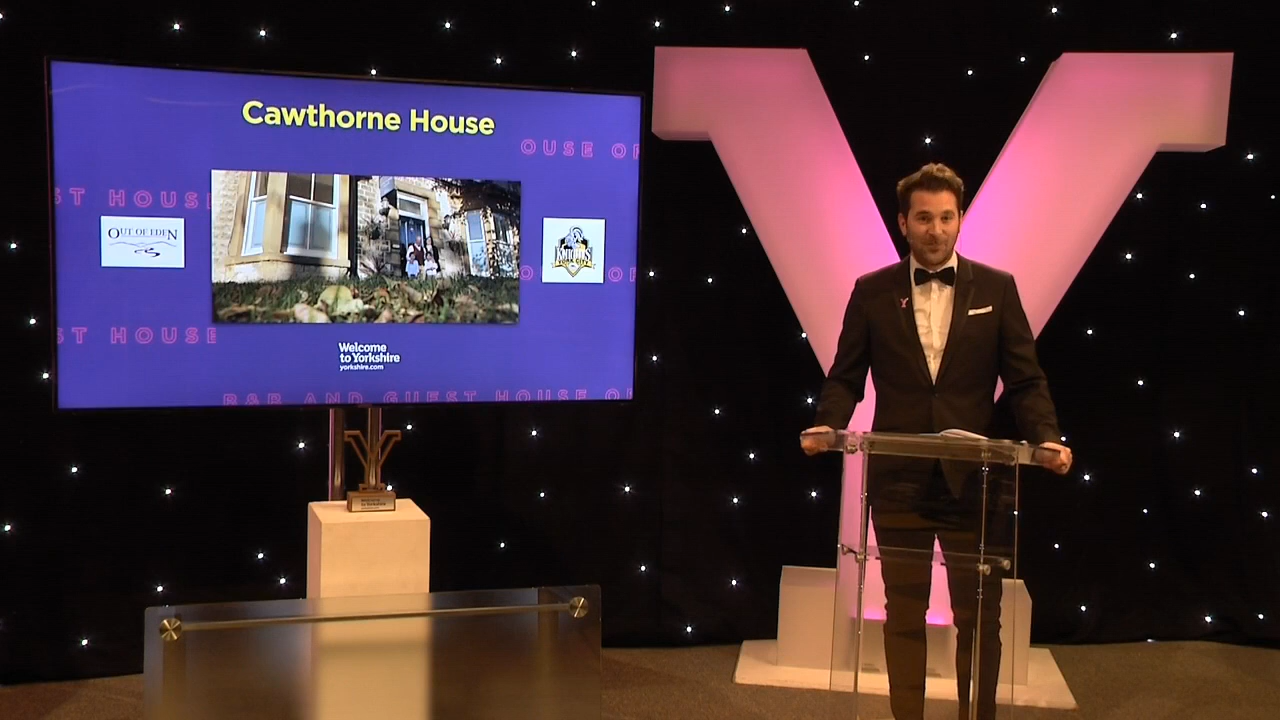 Cawthorne House
OUSE OF
ST HOUSE
OUT OF EDEN
KNIGHTS
OF
ST HOUSE
Welcome
to Yorkshire
yorkshire.com
B&B AND GUEST HOUSE O